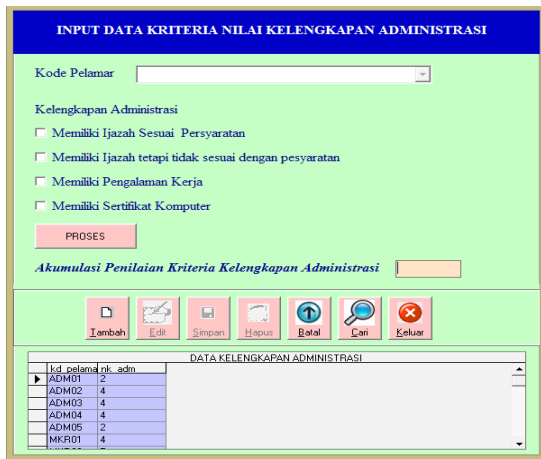 INPUT DATA KRITERIA NILAI KELENGKAPAN ADMINISTRASI
Kode Pelamar
Kelengkapan Administrasi
Memiliki Ijazah Sesuai Persyaratan
Memiliki Ijazah tetapi tidak sesuai dengan pesyaratan
Memiliki Pengalaman Kerja
Memiliki Sertifikat Komputer
PROSES
Akumulasi Penilaian Kriteria Kelengkapan Administrasi
Tambah Edit Simpan Hapus Batal Cari Keluar
DATA KELENGKAPAN ADMINISTRASI
kd_pelama nk_adm
ADM01 2
ADM02 4
ADM03 4
ADM04 4
ADM05 2
MKR01 4